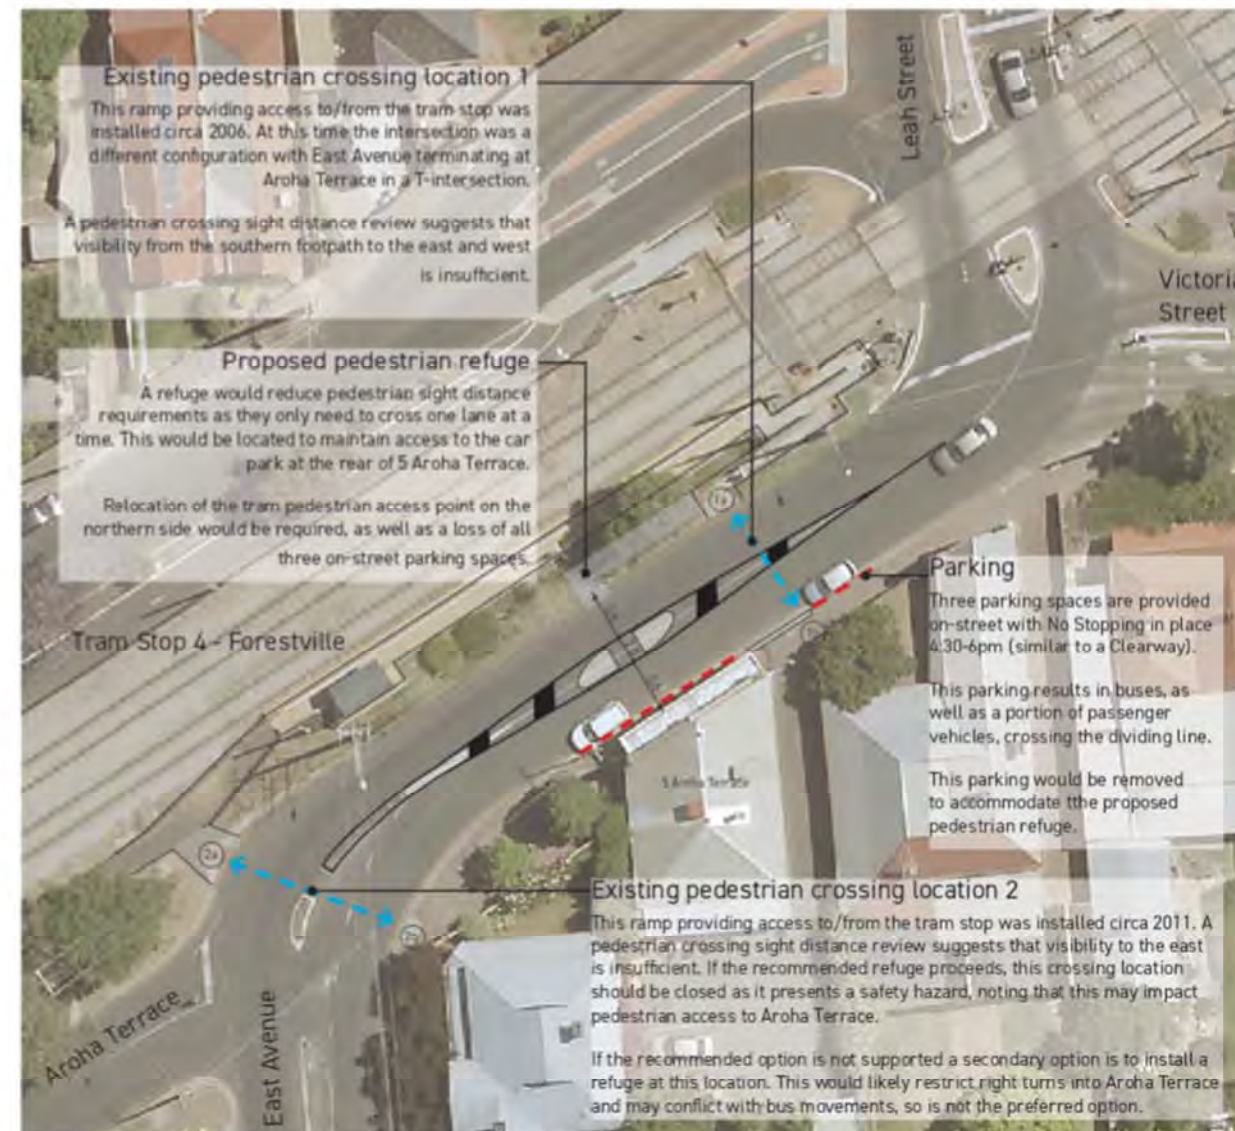 Leah Street
Existing pedestrian crossing location 1
This ramp providing access to/from the tram stop was
installed circa 2006. At this time the intersection was a
different configuration with East Avenue terminating at
Aroha Terrace in a T-intersection.
A pedestrian crossing sight distance review suggests that
visibility from the southern footpath to the east and west
is insufficient.
Victoria
Street
Proposed pedestrian refuge
A refuge would reduce pedestrian sight distance
requirements as they only need to cross one lane at a
time. This would be located to maintain access to the car
park at the rear of 5 Aroha Terrace.
Relocation of the tram pedestrian access point on the
northern side would be required, as well as a loss of all
three on-street parking spaces.
Parking
Three parking spaces are provided
on-street with No Stopping in place
4:30-6pm (similar to a Clearway).
This parking results in buses, as
well as a portion of passenger
vehicles, crossing the dividing line.
This parking would be removed
to accommodate tthe proposed
pedestrian refuge.
Tram Stop 4 - Forestville
5 Aroha Terrace
2a
Existing pedestrian crossing location 2
This ramp providing access to/from the tram stop was installed circa 2011. A
pedestrian crossing sight distance review suggests that visibility to the east
is insufficient. If the recommended refuge proceeds, this crossing location
should be closed as it presents a safety hazard, noting that this may impact
pedestrian access to Aroha Terrace.
If the recommended option is not supported a secondary option is to install a
refuge at this location. This would likely restrict right turns into Aroha Terrace
and may conflict with bus movements, so is not the preferred option.
Aroha Terrace
East Avenue